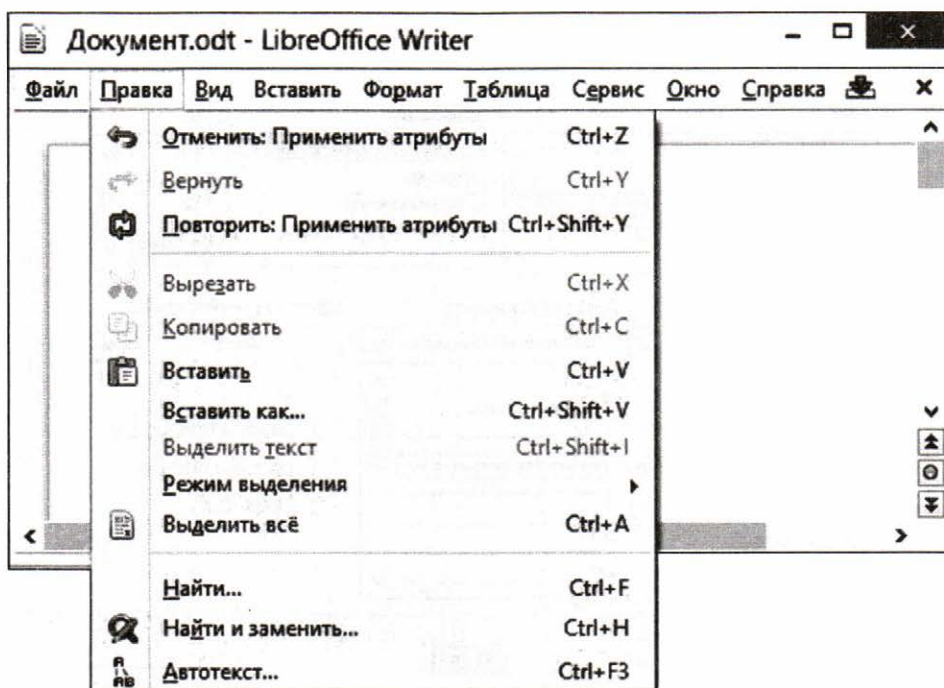 Документ.odt - LibreOffice Writer
Файл Правка Вид Вставить Формат Таблица Сервис Окно Справка
Отменить: Применить атрибуты Ctrl+Z
Вернуть Ctrl+Y
Повторить: Применить атрибуты Ctrl+Shift+Y
Вырезать Ctrl+X
Копировать Ctrl+C
Вставить Ctrl+V
Вставить как... Ctrl+Shift+V
Выделить текст Ctrl+Shift+I
Режим выделения
Выделить всё Ctrl+A
Найти... Ctrl+F
Найти и заменить... Ctrl+H
Автотекст... Ctrl+F3